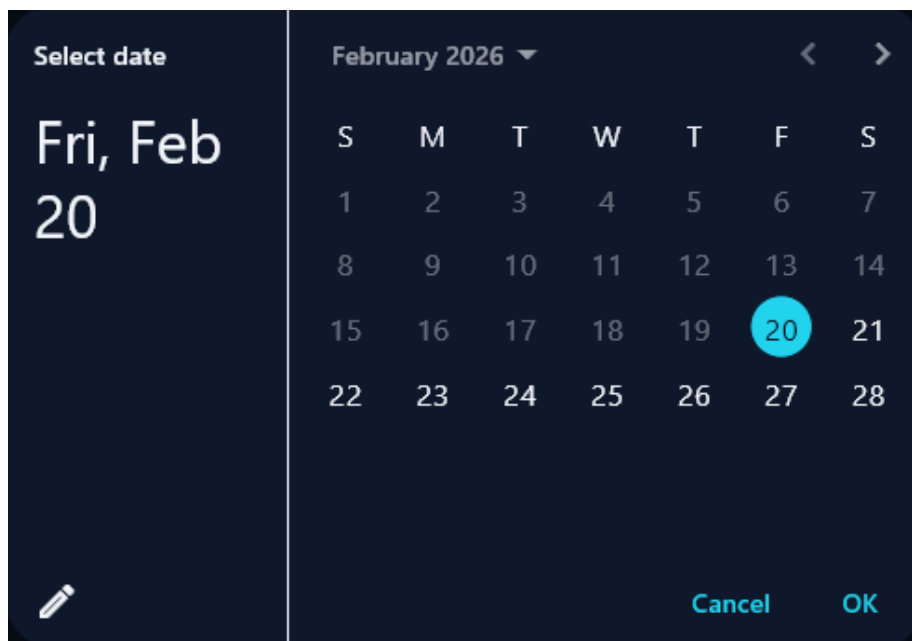 Select date
Fri, Feb
20
February 2026
S M T W T F S
1 2 3 4 5 6 7
8 9 10 11 12 13 14
15 16 17 18 19 20 21
22 23 24 25 26 27 28
Cancel OK